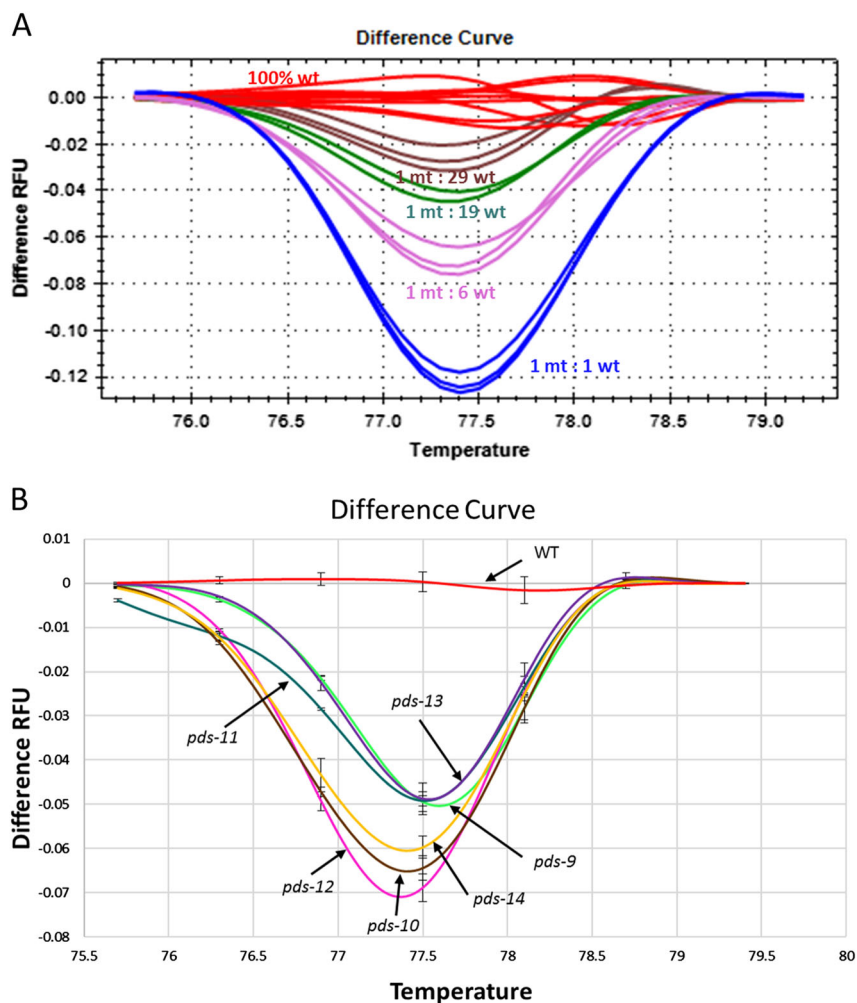 A
Difference Curve
100% wt
1 mt : 29 wt
1 mt : 19 wt
1 mt : 6 wt
1 mt : 1 wt
0.00
-0.02
-0.04
-0.06
-0.08
-0.10
-0.12
Difference RFU
76.0 76.5 77.0 77.5 78.0 78.5 79.0
Temperature
B
Difference Curve
0.01
0
-0.01
-0.02
-0.03
-0.04
-0.05
-0.06
-0.07
-0.08
Difference RFU
WT
pds-13
pds-11
pds-9
pds-12
pds-14
pds-10
75.5 76 76.5 77 77.5 78 78.5 79 79.5 80
Temperature